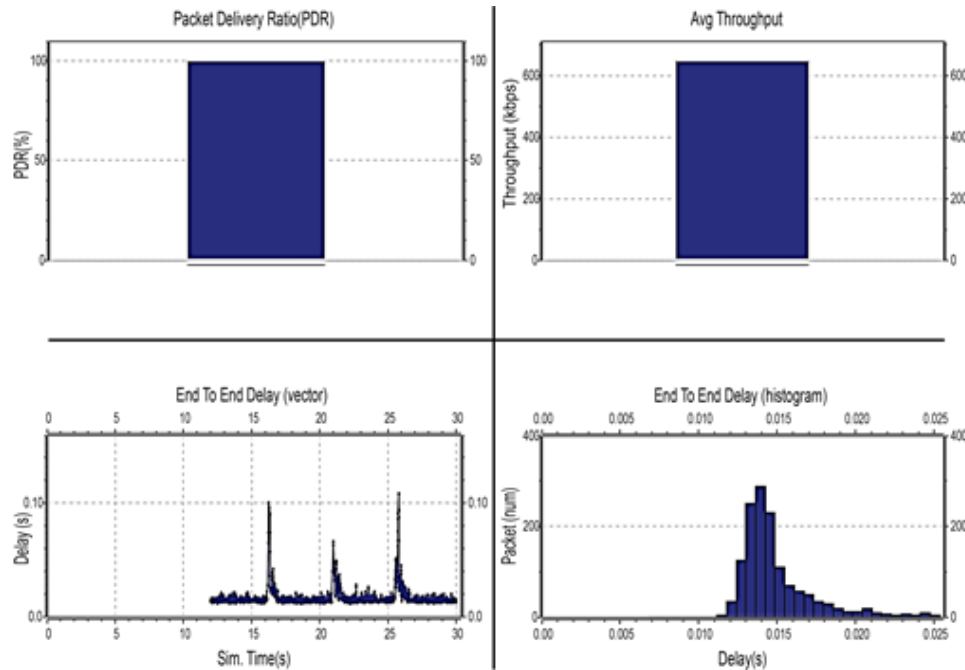 Packet Delivery Ratio(PDR)
100
50
0
PDR(%)
100
50
0
Avg Throughput
600
400
200
0
Throughput (kbps)
600
400
200
0
End To End Delay (vector)
0 5 10 15 20 25 30
0.10
0.0
Delay (s)
0.10
0.0
0 5 10 15 20 25 30
Sim. Time(s)
End To End Delay (histogram)
0.00 0.005 0.010 0.015 0.020 0.025
400
200
0
Packet (num)
400
200
0
0.00 0.005 0.010 0.015 0.020 0.025
Delay(s)